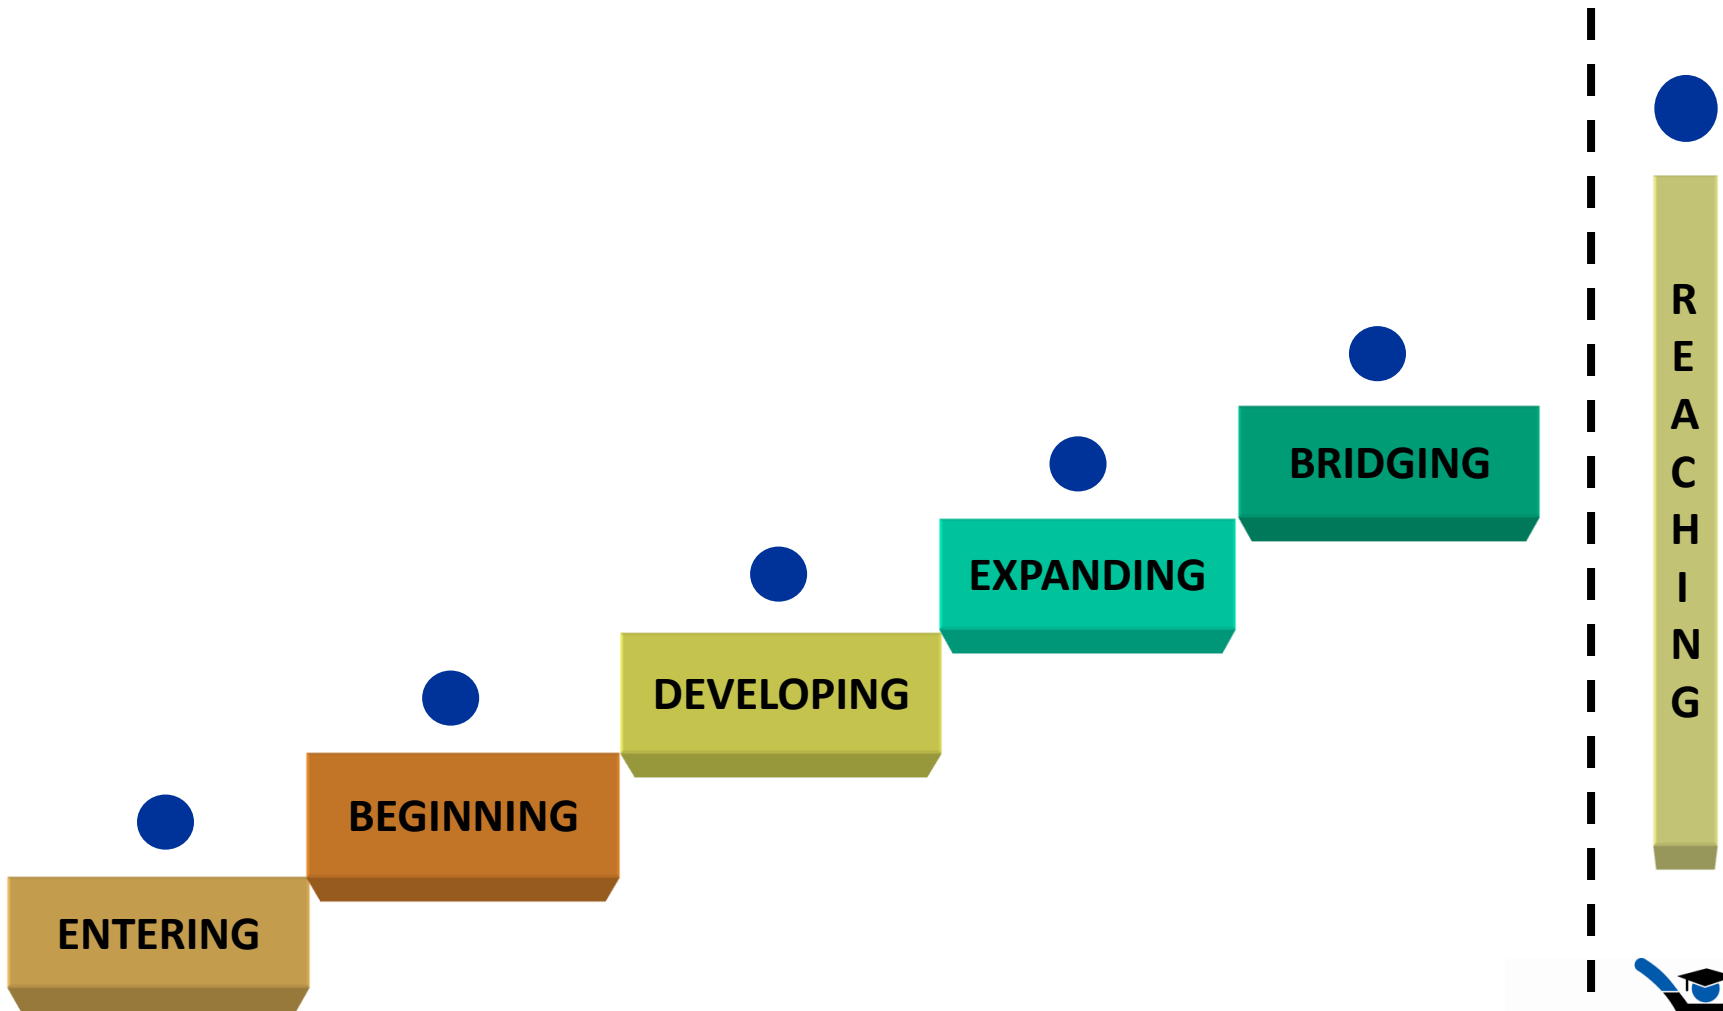 ENTERING
BEGINNING
DEVELOPING
EXPANDING
BRIDGING
R
E
A
C
H
I
N
G